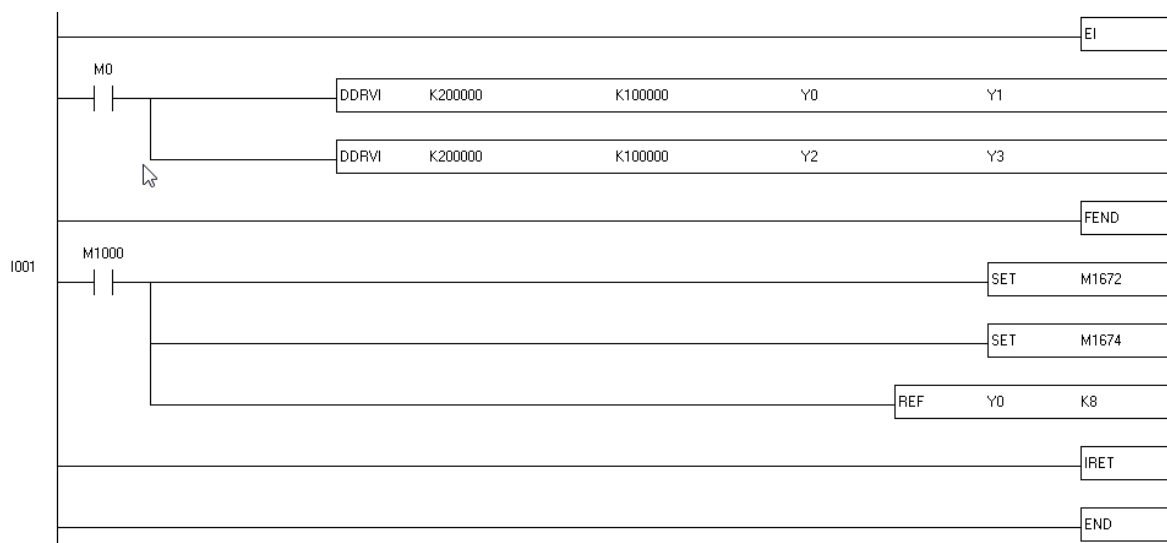 EI
M0
DDRVI K200000 K100000 Y0 Y1
DDRVI K200000 K100000 Y2 Y3
FEND
M1000
I001 SET M1672
SET M1674
REF Y0 K8
IRET
END